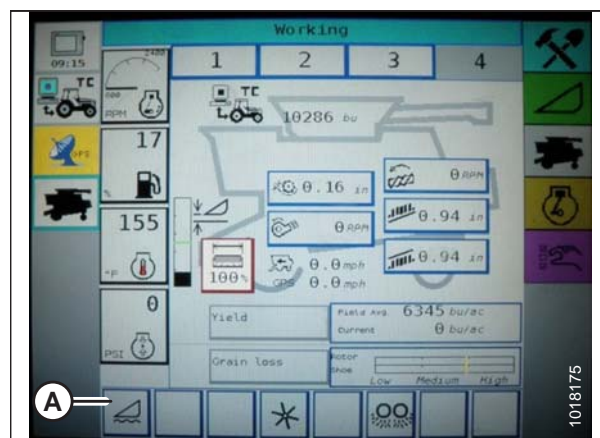 Working
09:15
2400
600
RPM
1 2 3 4
TC
TC
10286 bu
GPS
17
%
0.16 in
0 RPM
0 RPM
0.94 in
155
°F
100%
0.0 mph
GPS 0.0 mph
0.94 in
0
PSI
Yield
Field Avg. 6345 bu/ac
Current 0 bu/ac
Grain loss
Rotor
Shoe
Low Medium High
A
1018175